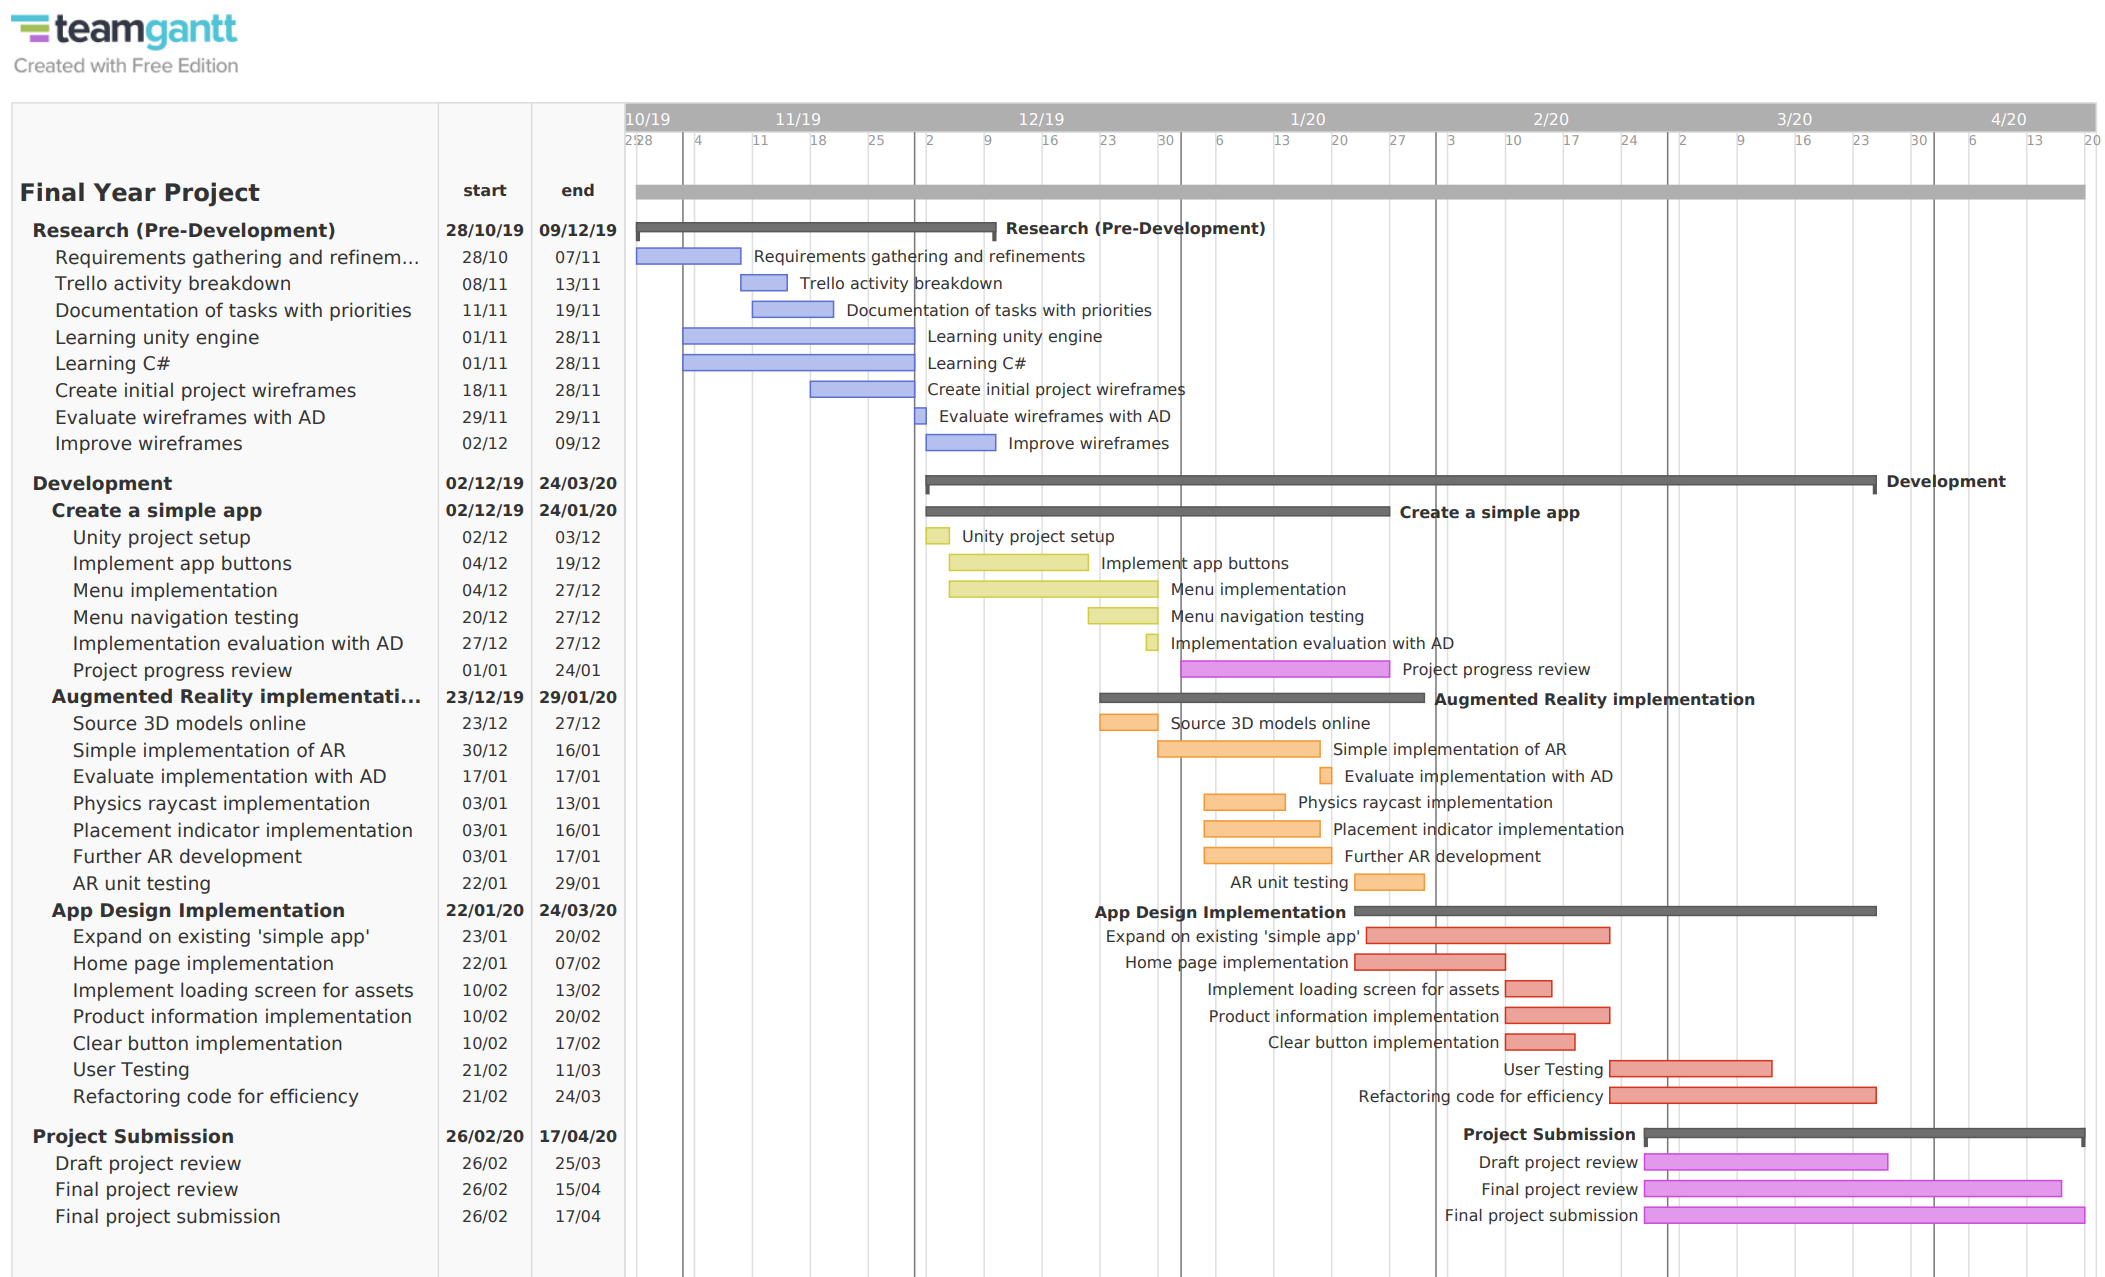 teamgantt
Created with Free Edition
10/19 11/19 12/19 1/20 2/20 3/20 4/20
25 28 4 11 18 25 2 9 16 23 30 6 13 20 27 3 10 17 24 2 9 16 23 30 6 13 20
Final Year Project start end
Research (Pre-Development) 28/10/19 09/12/19 Research (Pre-Development)
Requirements gathering and refinem... 28/10 07/11 Requirements gathering and refinements
Trello activity breakdown 08/11 13/11 Trello activity breakdown
Documentation of tasks with priorities 11/11 19/11 Documentation of tasks with priorities
Learning unity engine 01/11 28/11 Learning unity engine
Learning C# 01/11 28/11 Learning C#
Create initial project wireframes 18/11 28/11 Create initial project wireframes
Evaluate wireframes with AD 29/11 29/11 Evaluate wireframes with AD
Improve wireframes 02/12 09/12 Improve wireframes
Development 02/12/19 24/03/20 Development
Create a simple app 02/12/19 24/01/20 Create a simple app
Unity project setup 02/12 03/12 Unity project setup
Implement app buttons 04/12 19/12 Implement app buttons
Menu implementation 04/12 27/12 Menu implementation
Menu navigation testing 20/12 27/12 Menu navigation testing
Implementation evaluation with AD 27/12 27/12 Implementation evaluation with AD
Project progress review 01/01 24/01 Project progress review
Augmented Reality implementati... 23/12/19 29/01/20 Augmented Reality implementation
Source 3D models online 23/12 27/12 Source 3D models online
Simple implementation of AR 30/12 16/01 Simple implementation of AR
Evaluate implementation with AD 17/01 17/01 Evaluate implementation with AD
Physics raycast implementation 03/01 13/01 Physics raycast implementation
Placement indicator implementation 03/01 16/01 Placement indicator implementation
Further AR development 03/01 17/01 Further AR development
AR unit testing 22/01 29/01 AR unit testing
App Design Implementation 22/01/20 24/03/20 App Design Implementation
Expand on existing 'simple app' 23/01 20/02 Expand on existing 'simple app'
Home page implementation 22/01 07/02 Home page implementation
Implement loading screen for assets 10/02 13/02 Implement loading screen for assets
Product information implementation 10/02 20/02 Product information implementation
Clear button implementation 10/02 17/02 Clear button implementation
User Testing 21/02 11/03 User Testing
Refactoring code for efficiency 21/02 24/03 Refactoring code for efficiency
Project Submission 26/02/20 17/04/20 Project Submission
Draft project review 26/02 25/03 Draft project review
Final project review 26/02 15/04 Final project review
Final project submission 26/02 17/04 Final project submission